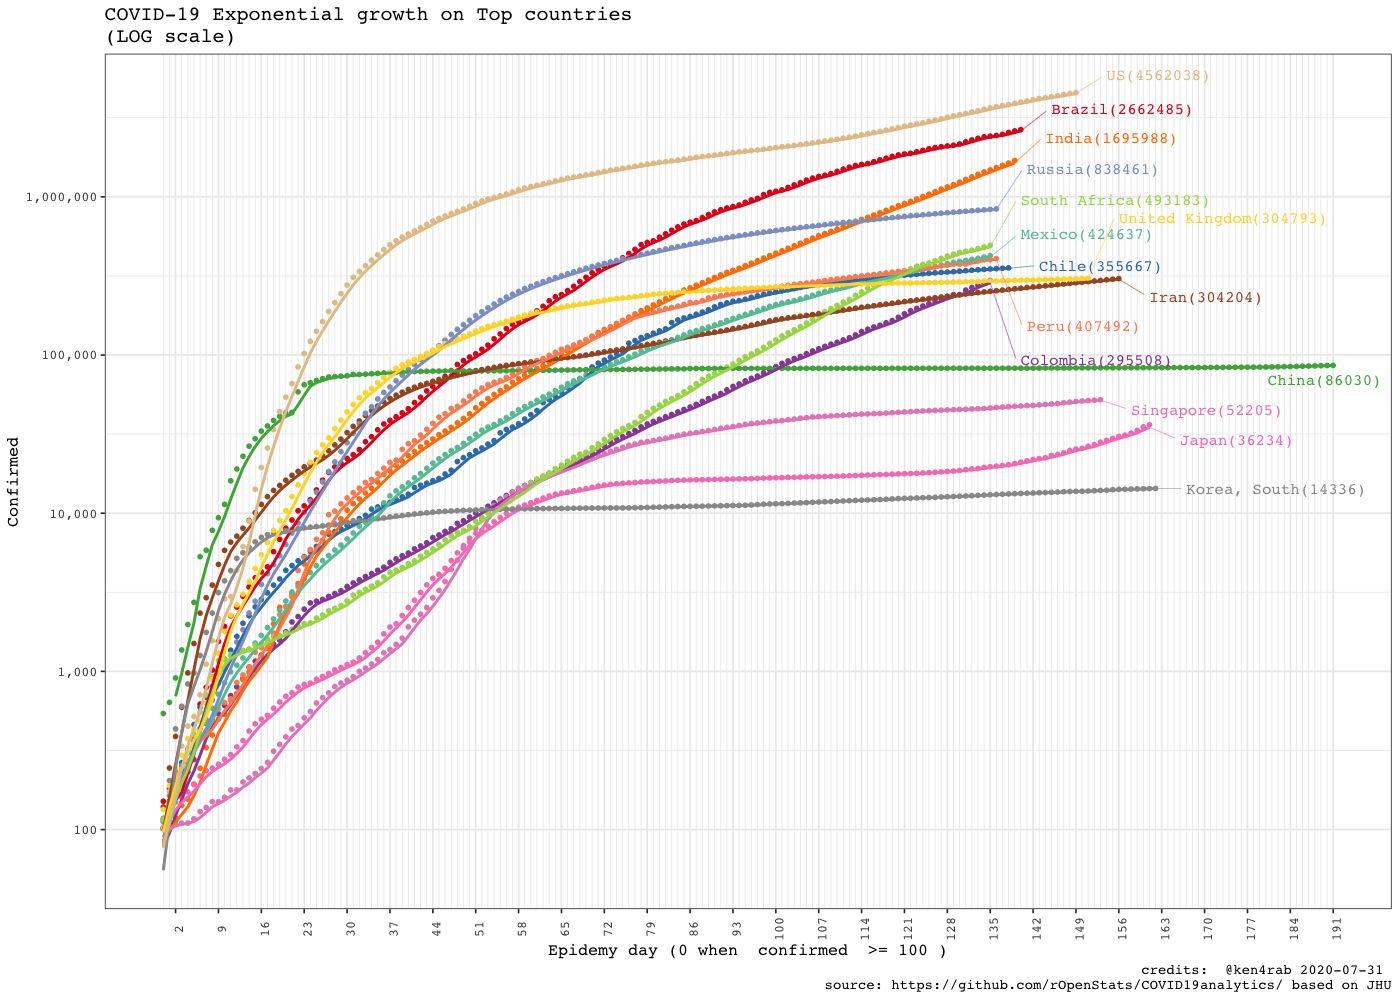 COVID-19 Exponential growth on Top countries
(LOG scale)
US(4562038)
Brazil(2662485)
India(1695988)
Russia(838461)
South Africa(493183)
United Kingdom(304793)
Mexico(424637)
Chile(355667)
Iran(304204)
Peru(407492)
Colombia(295508)
China(86030)
Singapore(52205)
Japan(36234)
Korea, South(14336)
1,000,000
100,000
10,000
1,000
100
Confirmed
2 9 16 23 30 37 44 51 58 65 72 79 86 93 100 107 114 121 128 135 142 149 156 163 170 177 184 191
Epidemy day (0 when  confirmed  >= 100 )
credits:  @ken4rab 2020-07-31
source: https://github.com/rOpenStats/COVID19analytics/ based on JHU